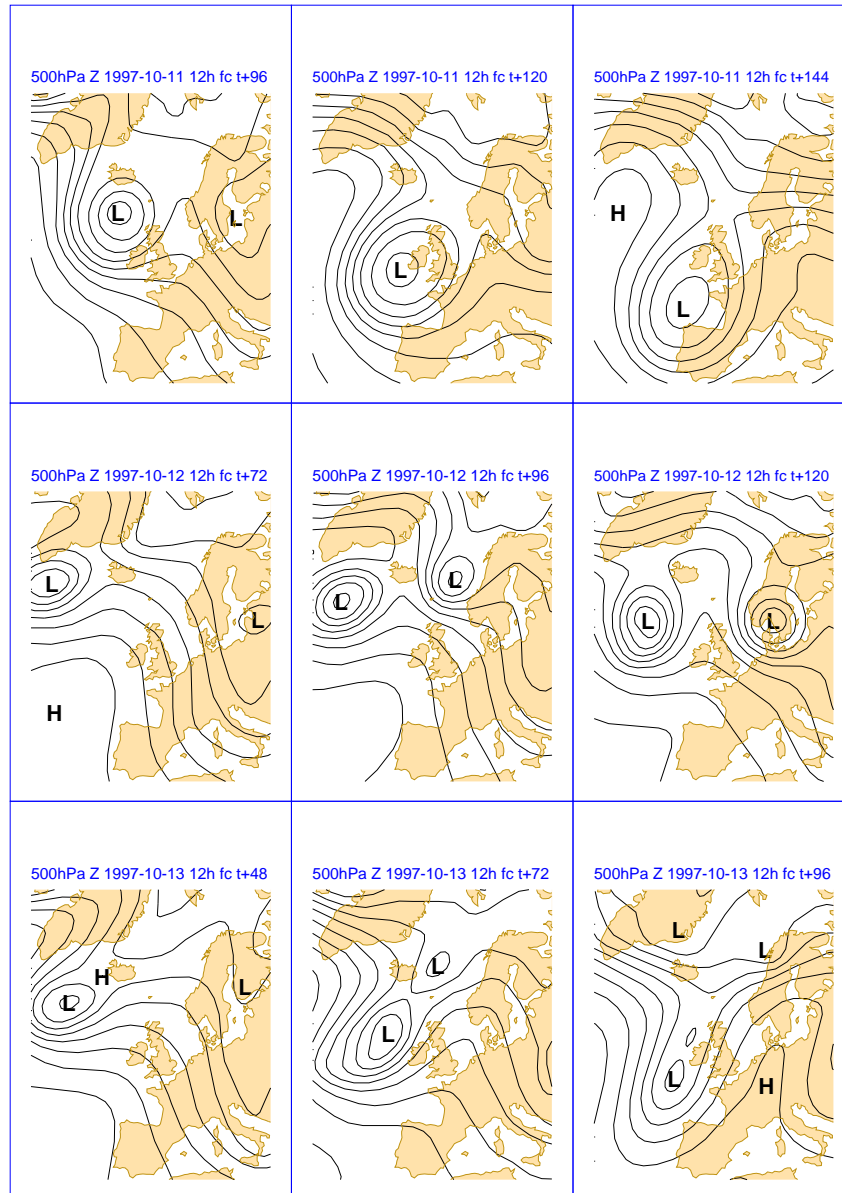 500hPa Z 1997-10-11 12h fc t+96
500hPa Z 1997-10-11 12h fc t+120
500hPa Z 1997-10-11 12h fc t+144
L
L
L
H
L
500hPa Z 1997-10-12 12h fc t+72
500hPa Z 1997-10-12 12h fc t+96
500hPa Z 1997-10-12 12h fc t+120
L
L
H
L
L
L
L
500hPa Z 1997-10-13 12h fc t+48
500hPa Z 1997-10-13 12h fc t+72
500hPa Z 1997-10-13 12h fc t+96
H
L
L
L
L
L
L
L
H